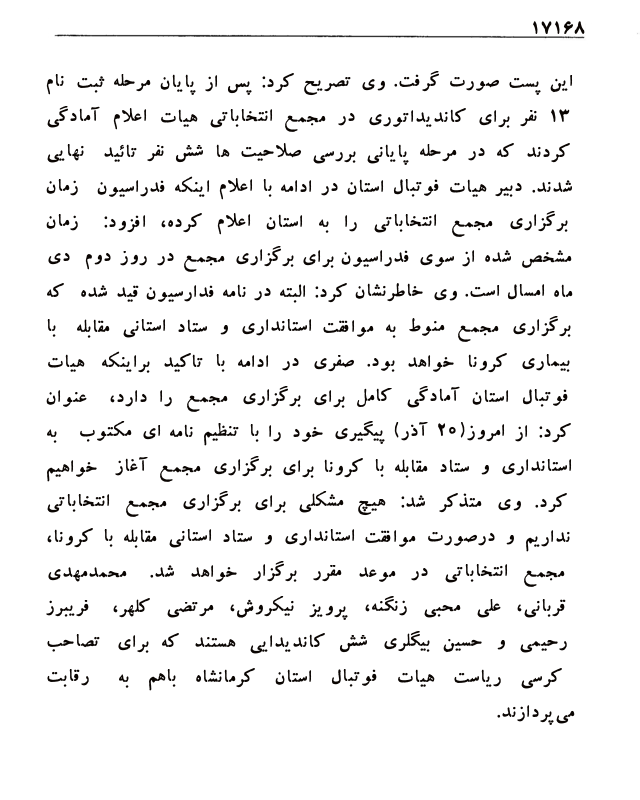 ۱۷۱۶۸
این پست صورت گرفت. وی تصریح کرد: پس از پایان مرحله ثبت نام
۱۳ نفر برای کاندیداتوری در مجمع انتخاباتی هیات اعلام آمادگی
کردند که در مرحله پایانی بررسی صلاحیت ها شش نفر تائید نهایی
شدند. دبیر هیات فوتبال استان در ادامه با اعلام اینکه فدراسیون زمان
برگزاری مجمع انتخاباتی را به استان اعلام کرده، افزود: زمان
مشخص شده از سوی فدراسیون برای برگزاری مجمع در روز دوم دی
ماه امسال است. وی خاطرنشان کرد: البته در نامه فدارسیون قید شده که
برگزاری مجمع منوط به موافقت استانداری و ستاد استانی مقابله با
بیماری کرونا خواهد بود. صفری در ادامه با تاکید براینکه هیات
فوتبال استان آمادگی کامل برای برگزاری مجمع را دارد، عنوان
کرد: از امروز(۲۵ آذر) پیگیری خود را با تنظیم نامه ای مکتوب به
استانداری و ستاد مقابله با کرونا برای برگزاری مجمع آغاز خواهیم
کرد. وی متذکر شد: هیچ مشکلی برای برگزاری مجمع انتخاباتی
نداریم و درصورت موافقت استانداری و ستاد استانی مقابله با کرونا،
مجمع انتخاباتی در موعد مقرر برگزار خواهد شد. محمدمهدی
قربانی، علی محبی زنگنه، پرویز نیکروش، مرتضی کلهر، فریبرز
رحیمی و حسین بیگلری شش کاندیدایی هستند که برای تصاحب
کرسی ریاست هیات فوتبال استان کرمانشاه باهم به رقابت
می‌پردازند.